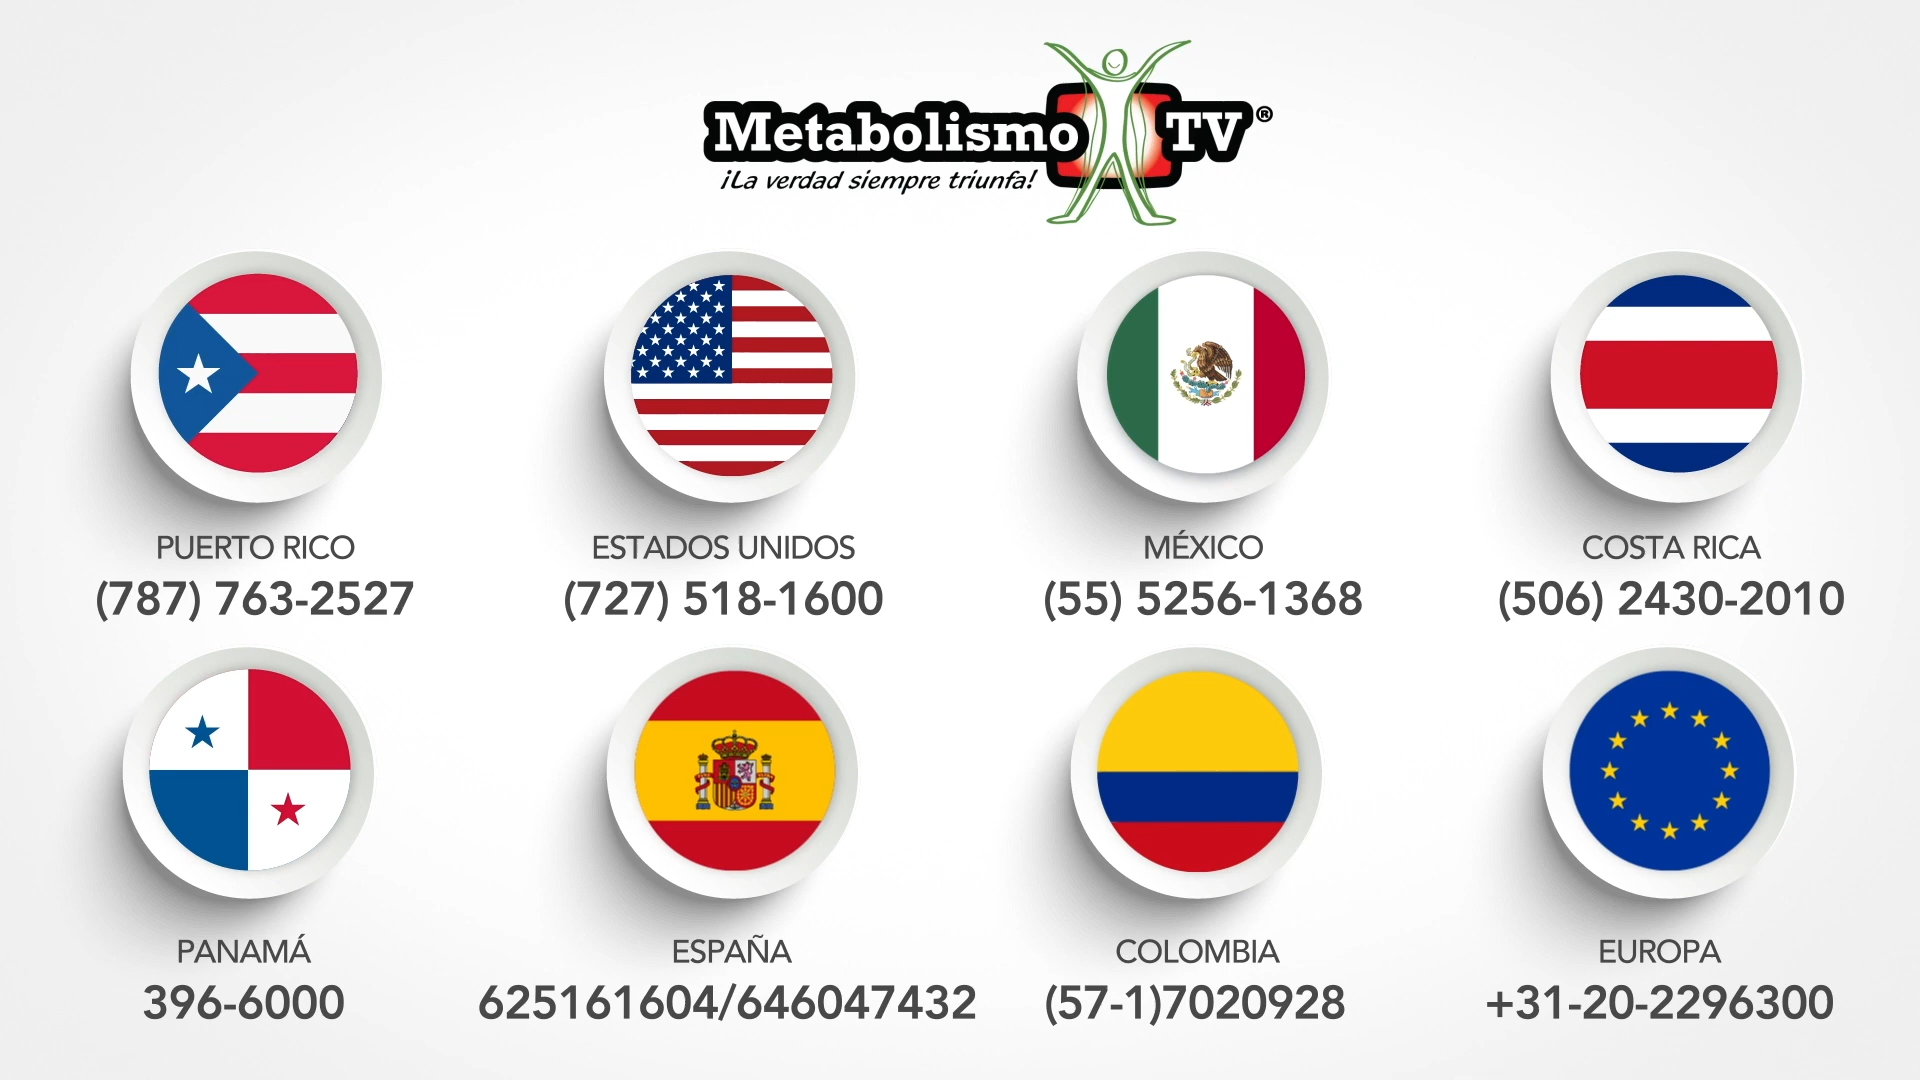 Metabolismo TV®
¡La verdad siempre triunfa!
PUERTO RICO
(787) 763-2527
ESTADOS UNIDOS
(727) 518-1600
MÉXICO
(55) 5256-1368
COSTA RICA
(506) 2430-2010
PANAMÁ
396-6000
ESPAÑA
625161604/646047432
COLOMBIA
(57-1)7020928
EUROPA
+31-20-2296300